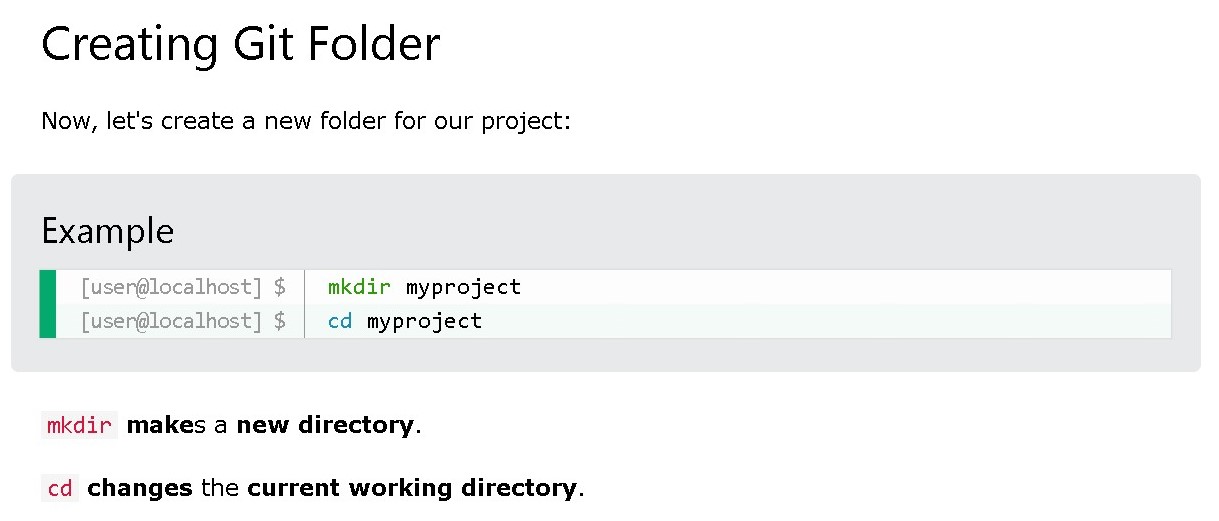 Creating Git Folder
Now, let's create a new folder for our project:
Example
[user@localhost] $ mkdir myproject
[user@localhost] $ cd myproject
mkdir makes a new directory.
cd changes the current working directory.